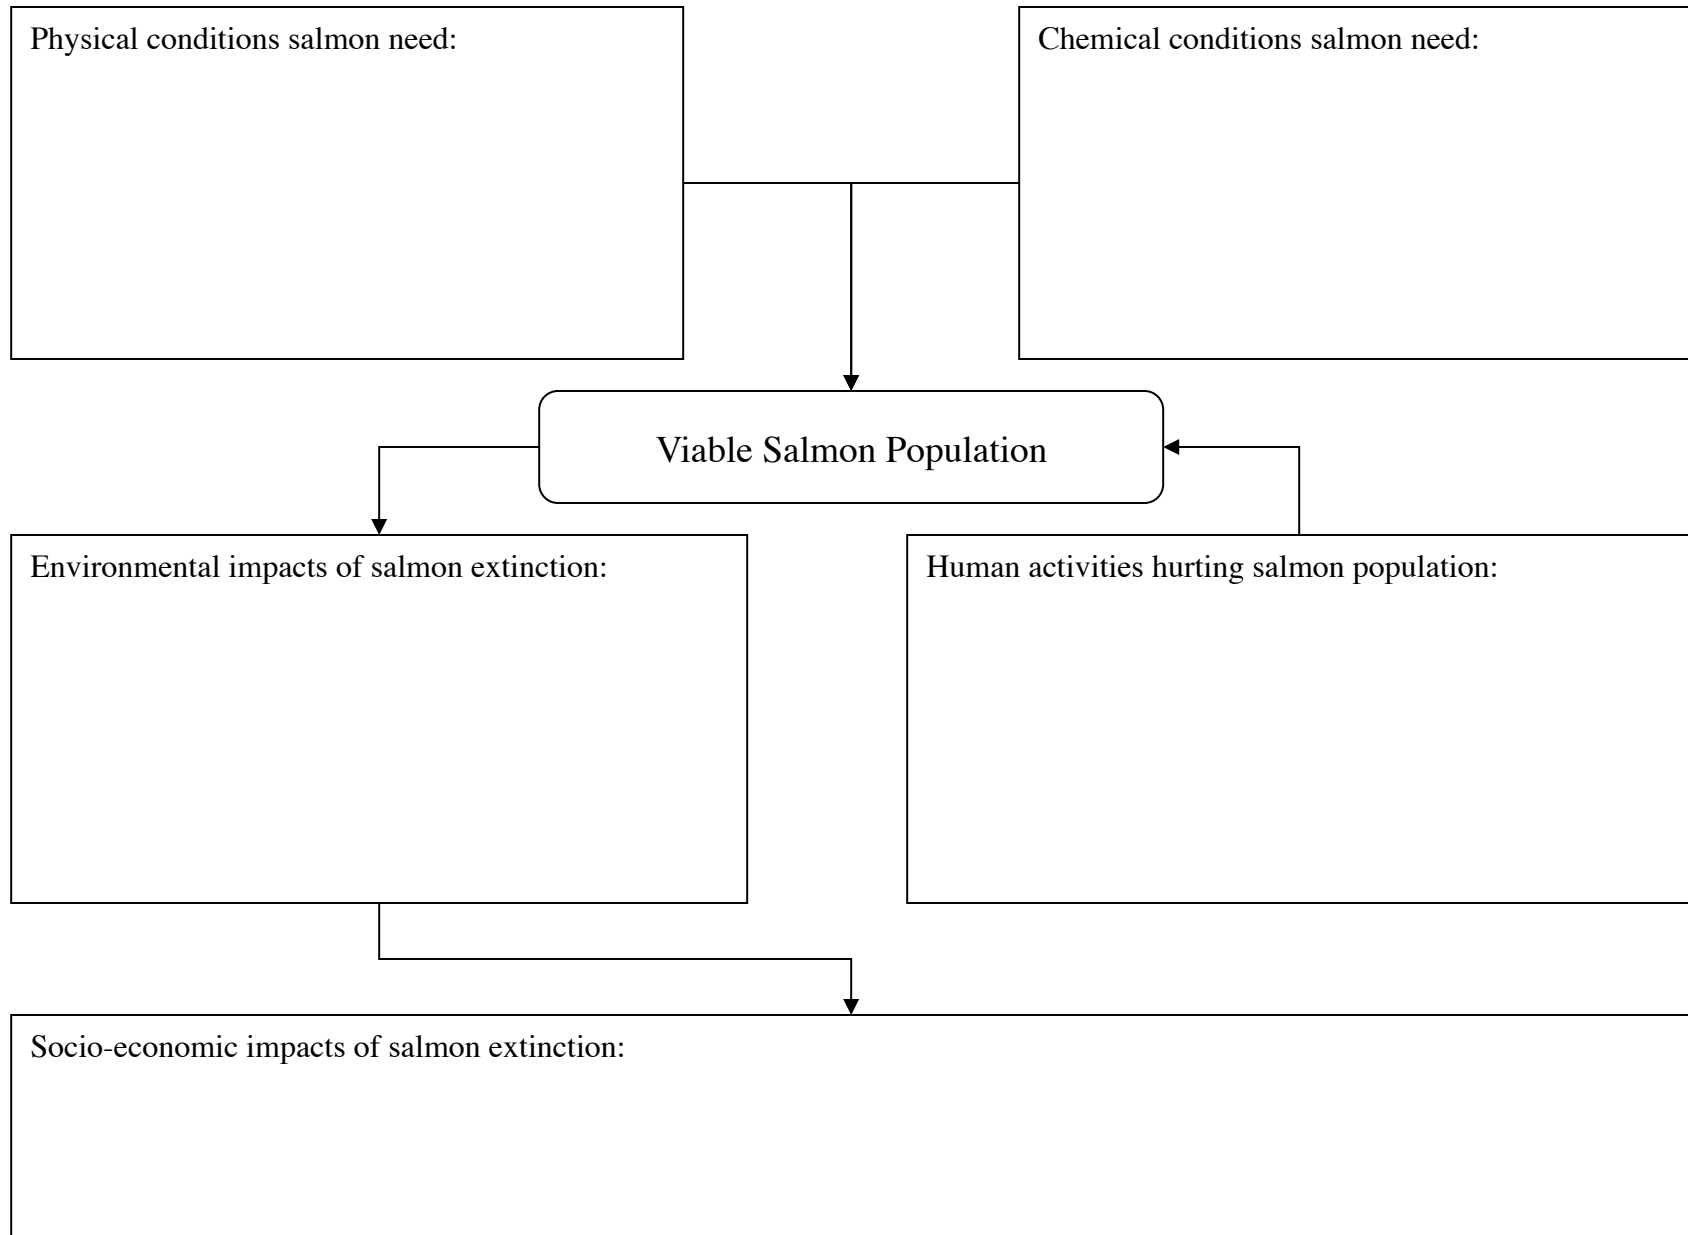 Physical conditions salmon need:
Chemical conditions salmon need:
Viable Salmon Population
Environmental impacts of salmon extinction:
Human activities hurting salmon population:
Socio-economic impacts of salmon extinction: